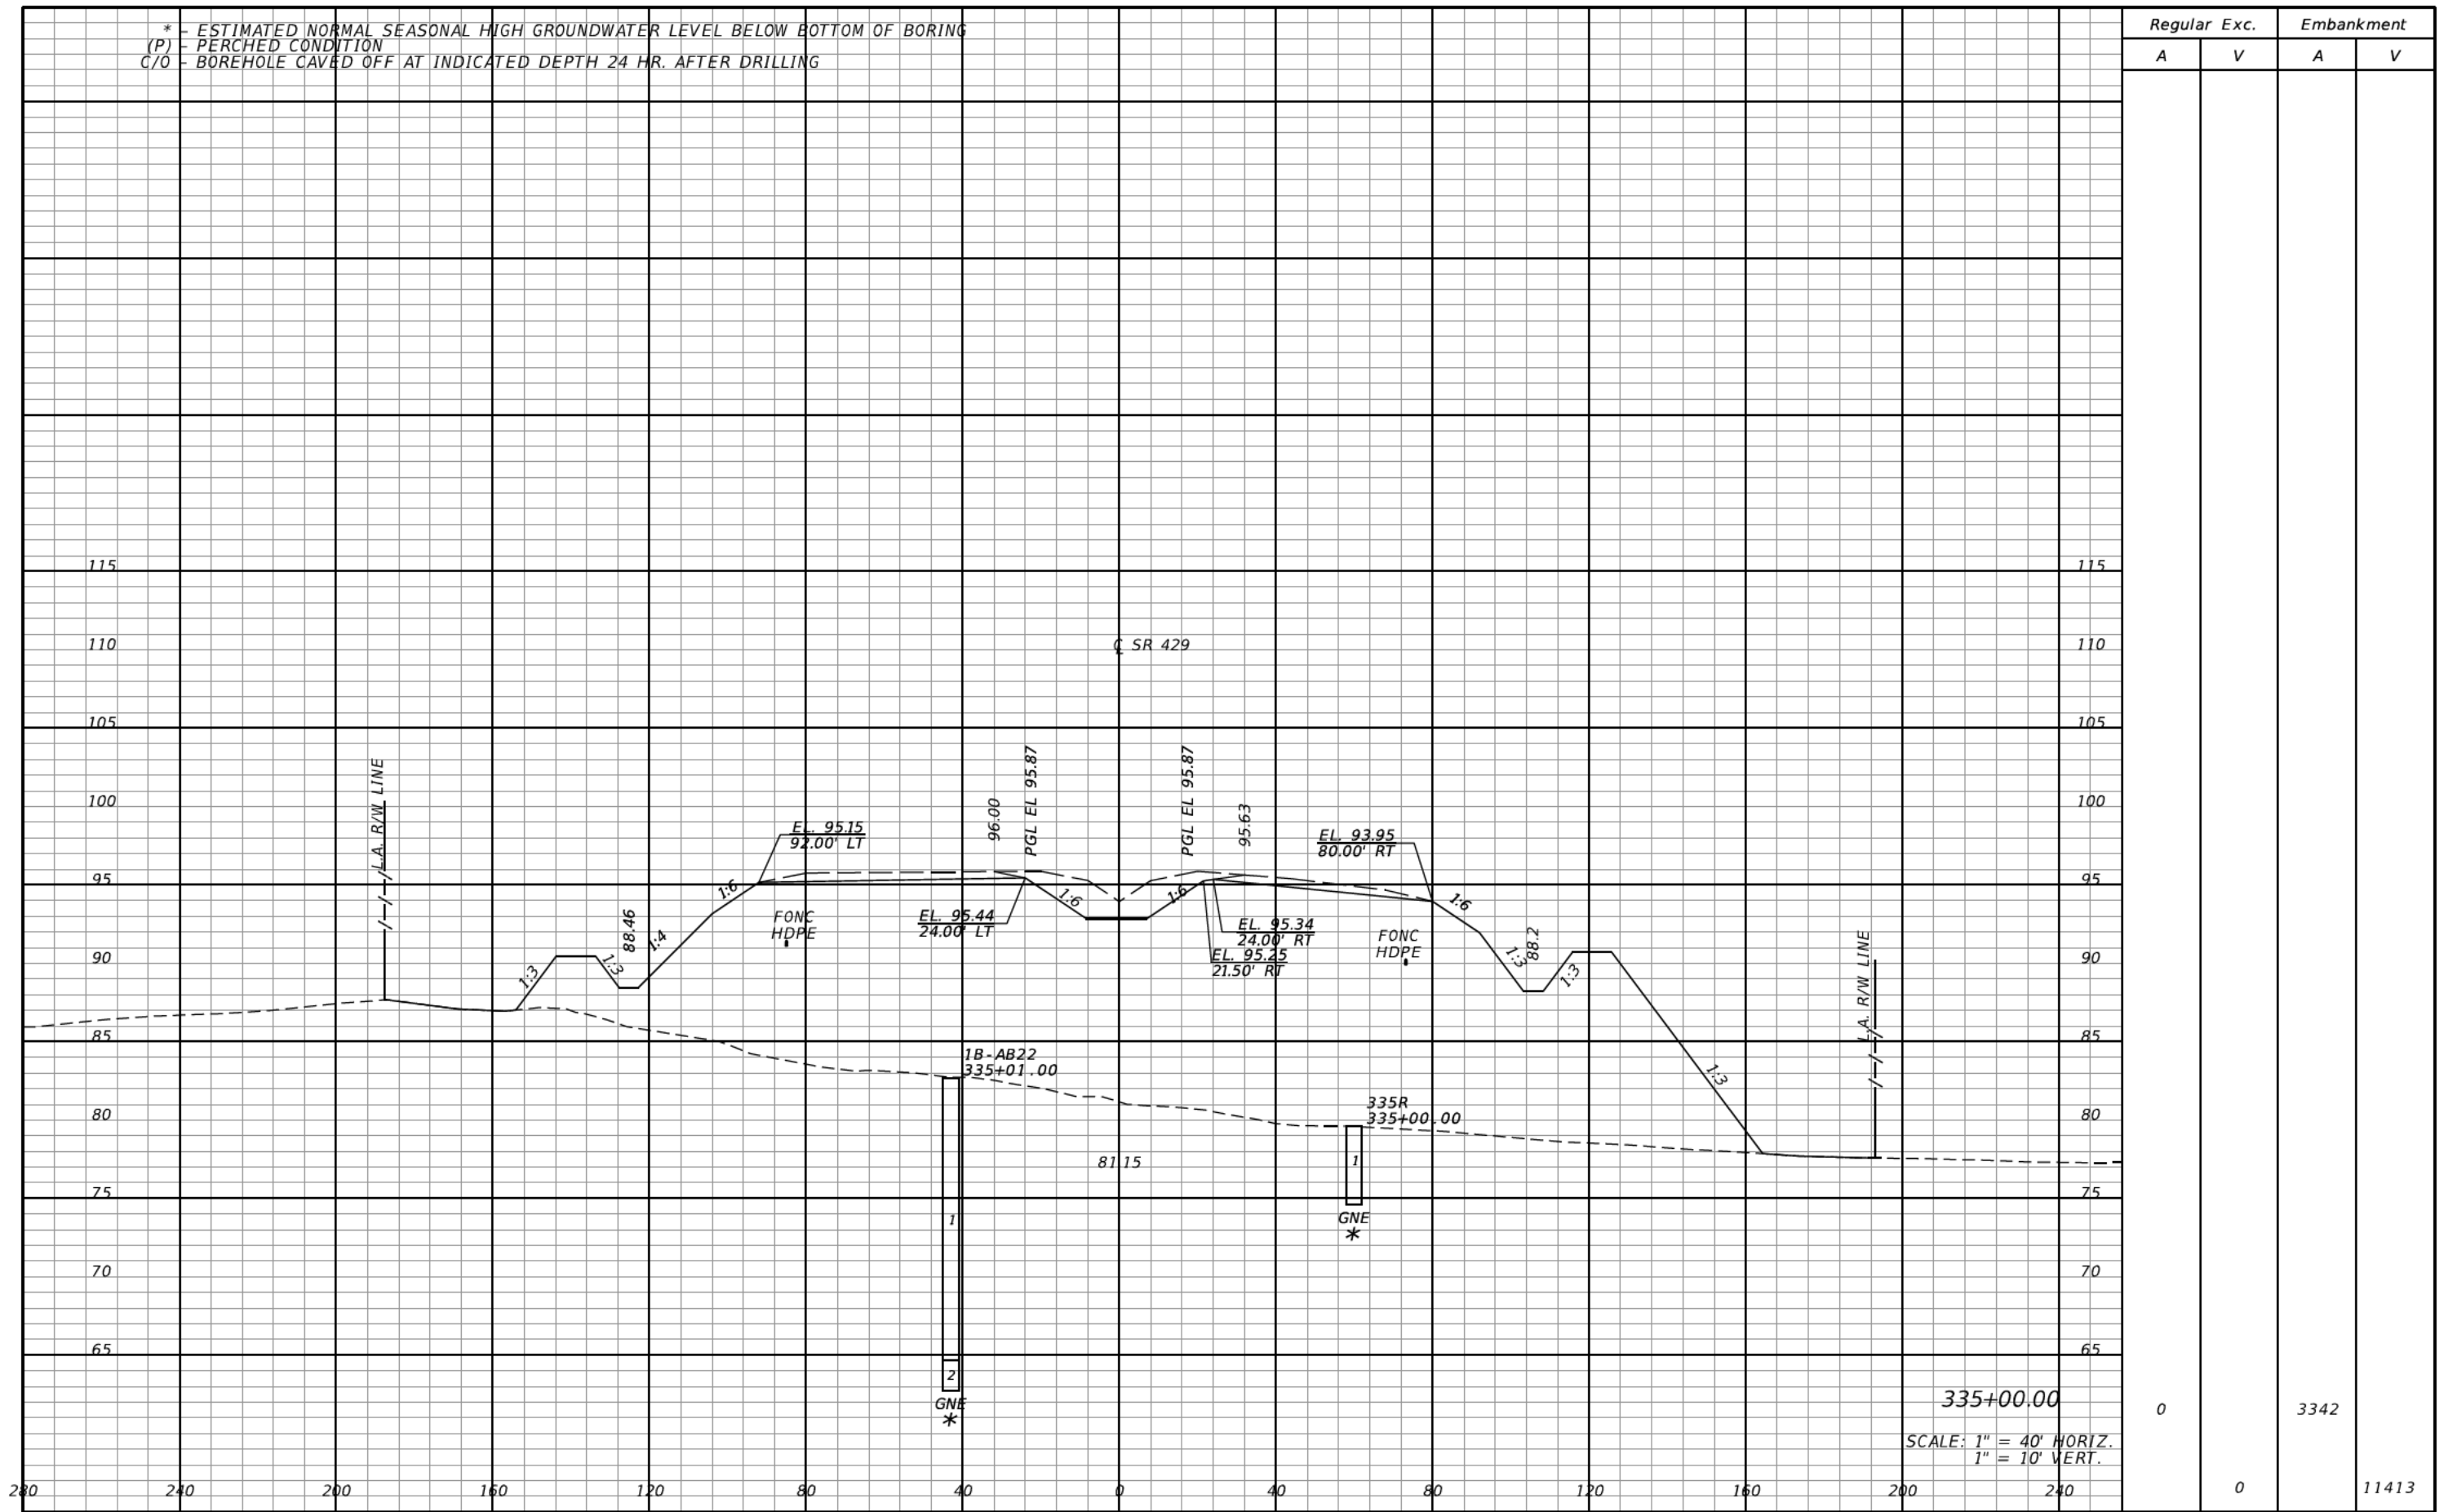 * - ESTIMATED NORMAL SEASONAL HIGH GROUNDWATER LEVEL BELOW BOTTOM OF BORING
(P) - PERCHED CONDITION
C/O - BOREHOLE CAVED OFF AT INDICATED DEPTH 24 HR. AFTER DRILLING
Regular Exc.
Embankment
A
V
A
V
115
115
110
℄ SR 429
110
105
105
100
100
95
95
90
90
85
85
80
80
75
75
70
70
65
65
L.A. R/W LINE
EL. 95.15
92.00' LT
96.00
PGL EL 95.87
PGL EL 95.87
95.63
EL. 93.95
80.00' RT
1:3
1:3
88.46
1:4
1:6
FONC
HDPE
EL. 95.44
24.00' LT
1:6
1:6
EL. 95.34
24.00' RT
EL. 95.25
21.50' RT
FONC
HDPE
1:6
1:3
88.2
1:3
1:3
L.A. R/W LINE
1B-AB22
335+01.00
335R
335+00.00
81.15
1
GNE
*
1
2
GNE
*
335+00.00
SCALE: 1" = 40' HORIZ.
1" = 10' VERT.
0
3342
0
11413
280
240
200
160
120
80
40
0
40
80
120
160
200
240